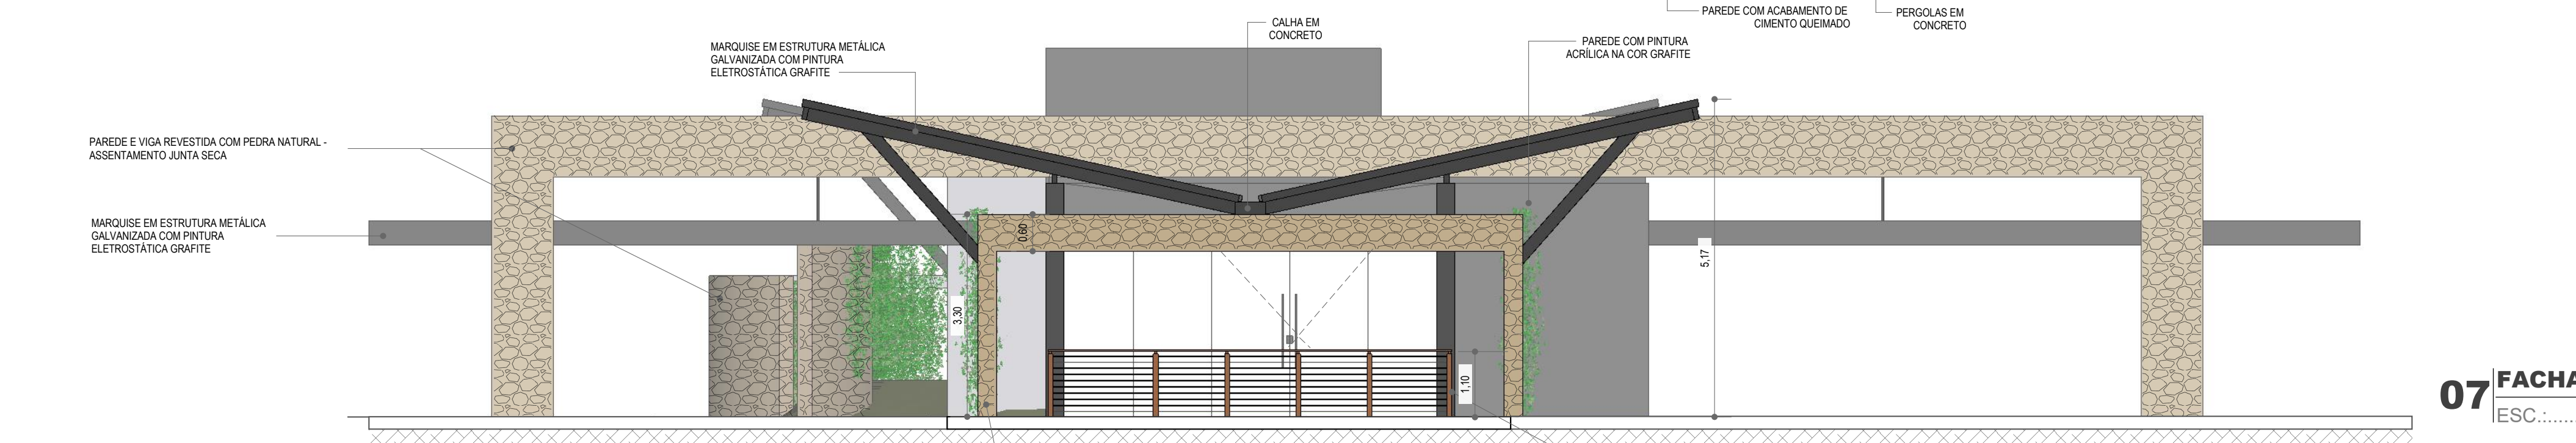 PAREDE COM ACABAMENTO DE
CIMENTO QUEIMADO
PERGOLAS EM
CONCRETO
CALHA EM
CONCRETO
PAREDE COM PINTURA
ACRÍLICA NA COR GRAFITE
MARQUISE EM ESTRUTURA METÁLICA
GALVANIZADA COM PINTURA
ELETROSTÁTICA GRAFITE
PAREDE E VIGA REVESTIDA COM PEDRA NATURAL -
ASSENTAMENTO JUNTA SECA
MARQUISE EM ESTRUTURA METÁLICA
GALVANIZADA COM PINTURA
ELETROSTÁTICA GRAFITE
0,60
3,30
1,10
5,17
07
FACHA
ESC.:.....